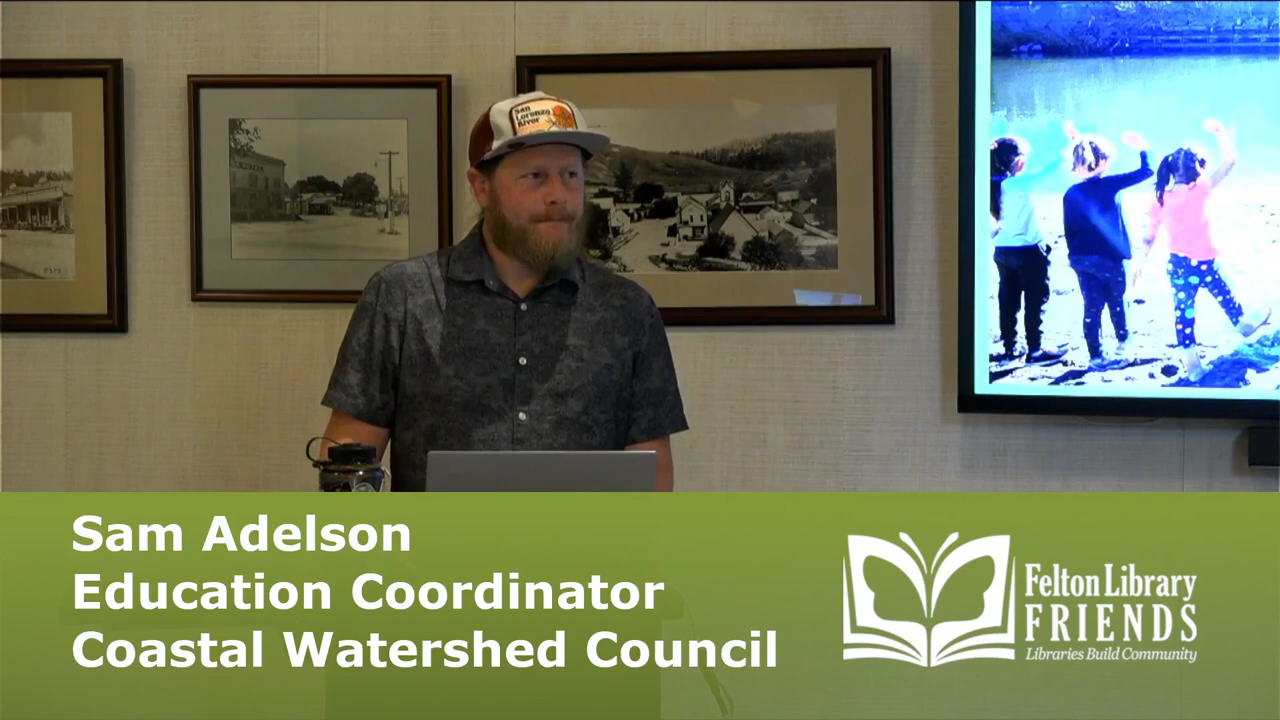 San
Lorenzo
River
Sam Adelson
Education Coordinator
Coastal Watershed Council
Felton Library
FRIENDS
Libraries Build Community